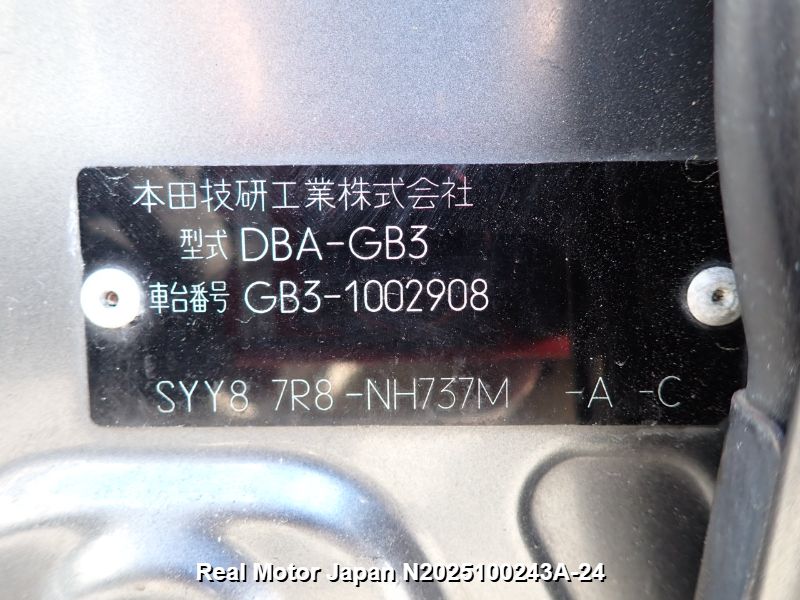 本田技研工業株式会社
型式 DBA-GB3
車台番号 GB3-1002908
SYY8 7R8-NH737M -A -C
Real Motor Japan N2025100243A-24